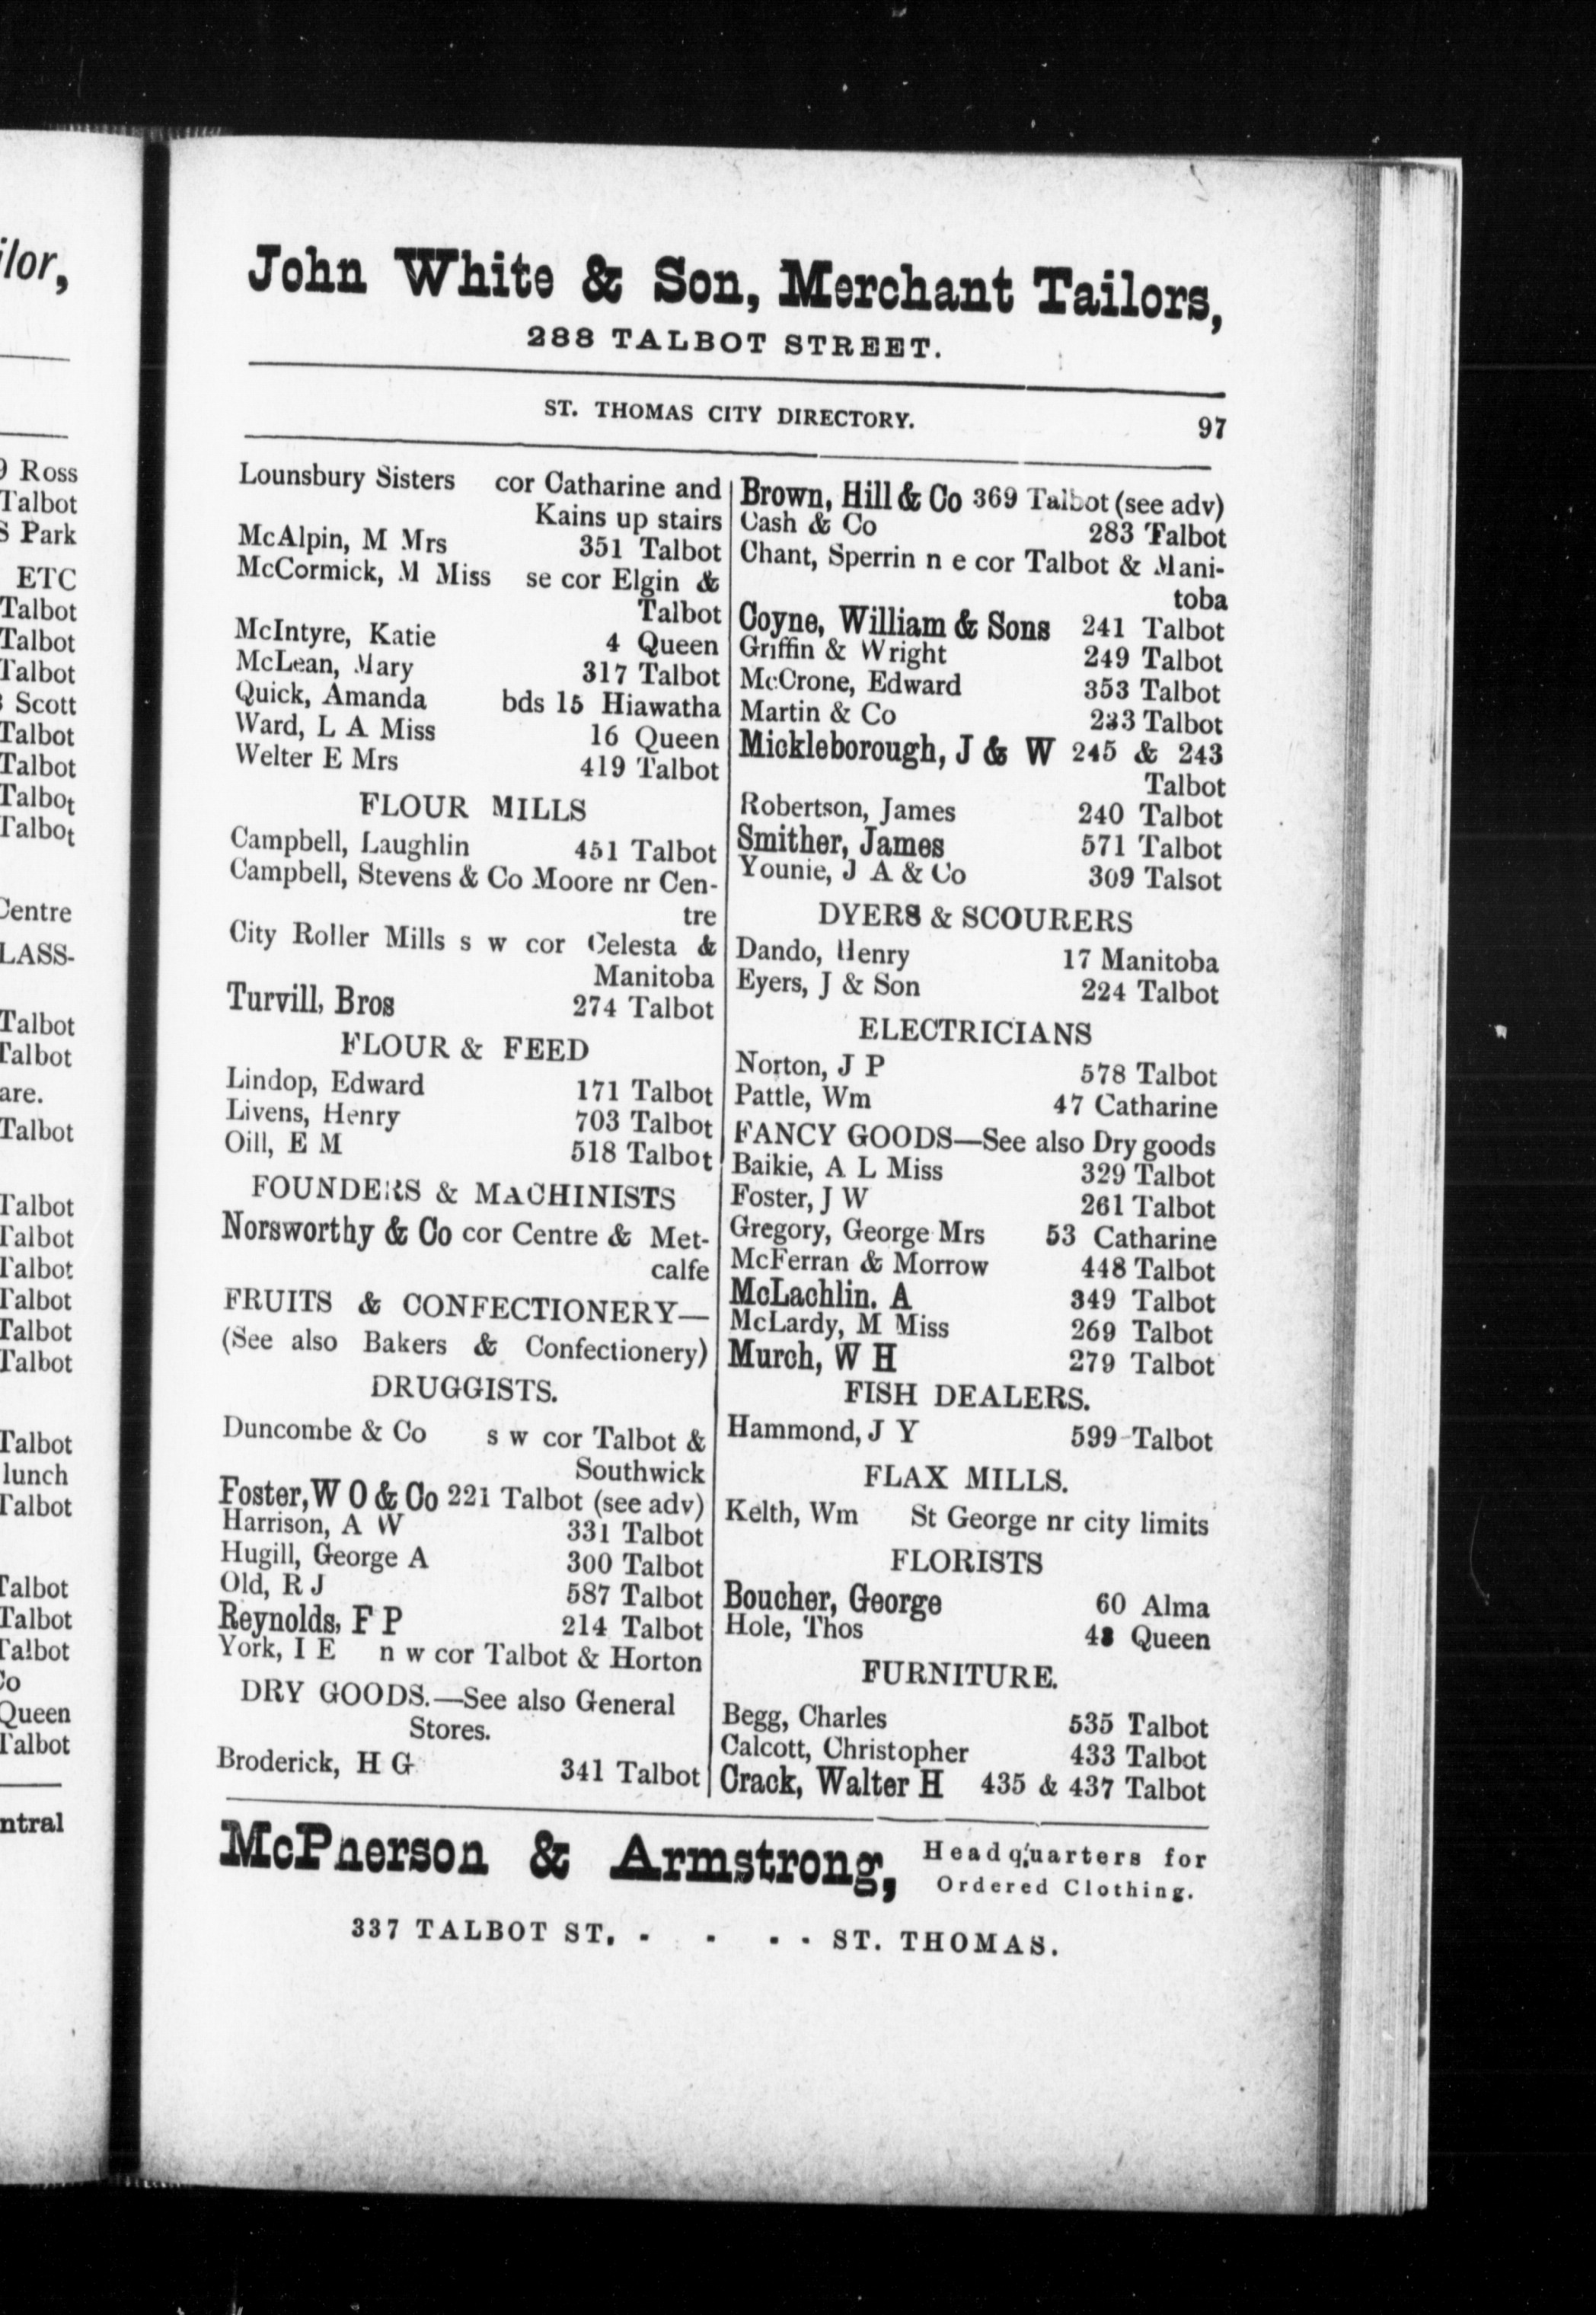 ilor,
9 Ross
Talbot
S Park
ETC
Talbot
Talbot
Talbot
Scott
Talbot
Talbot
Talbot
Talbot
Centre
LASS-
Talbot
Talbot
are.
Talbot
Talbot
Talbot
Talbot
Talbot
Talbot
Talbot
Talbot
lunch
Talbot
Talbot
Talbot
Talbot
Co
Queen
Talbot
ntral
John White & Son, Merchant Tailors,
288 TALBOT STREET.
ST. THOMAS CITY DIRECTORY. 97
Lounsbury Sisters cor Catharine and
Kains up stairs
McAlpin, M Mrs 351 Talbot
McCormick, M Miss se cor Elgin &
Talbot
McIntyre, Katie 4 Queen
McLean, Mary 317 Talbot
Quick, Amanda bds 15 Hiawatha
Ward, L A Miss 16 Queen
Welter E Mrs 419 Talbot
FLOUR MILLS
Campbell, Laughlin 451 Talbot
Campbell, Stevens & Co Moore nr Cen-
tre
City Roller Mills s w cor Celesta &
Manitoba
Turvill, Bros 274 Talbot
FLOUR & FEED
Lindop, Edward 171 Talbot
Livens, Henry 703 Talbot
Oill, E M 518 Talbot
FOUNDERS & MACHINISTS
Norsworthy & Co cor Centre & Met-
calfe
FRUITS & CONFECTIONERY—
(See also Bakers & Confectionery)
DRUGGISTS.
Duncombe & Co s w cor Talbot &
Southwick
Foster, W O & Co 221 Talbot (see adv)
Harrison, A W 331 Talbot
Hugill, George A 300 Talbot
Old, R J 587 Talbot
Reynolds, F P 214 Talbot
York, I E n w cor Talbot & Horton
DRY GOODS.—See also General
Stores.
Broderick, H G 341 Talbot
Brown, Hill & Co 369 Talbot (see adv)
Cash & Co 283 Talbot
Chant, Sperrin n e cor Talbot & Mani-
toba
Coyne, William & Sons 241 Talbot
Griffin & Wright 249 Talbot
McCrone, Edward 353 Talbot
Martin & Co 233 Talbot
Mickleborough, J & W 245 & 243
Talbot
Robertson, James 240 Talbot
Smither, James 571 Talbot
Younie, J A & Co 309 Talsot
DYERS & SCOURERS
Dando, Henry 17 Manitoba
Eyers, J & Son 224 Talbot
ELECTRICIANS
Norton, J P 578 Talbot
Pattle, Wm 47 Catharine
FANCY GOODS—See also Dry goods
Baikie, A L Miss 329 Talbot
Foster, J W 261 Talbot
Gregory, George Mrs 53 Catharine
McFerran & Morrow 448 Talbot
McLachlin. A 349 Talbot
McLardy, M Miss 269 Talbot
Murch, W H 279 Talbot
FISH DEALERS.
Hammond, J Y 599 Talbot
FLAX MILLS.
Kelth, Wm St George nr city limits
FLORISTS
Boucher, George 60 Alma
Hole, Thos Queen
FURNITURE.
Begg, Charles 535 Talbot
Calcott, Christopher 433 Talbot
Crack, Walter H 435 & 437 Talbot
McPherson & Armstrong, Headquarters for
Ordered Clothing.
337 TALBOT ST. - - - - ST. THOMAS.